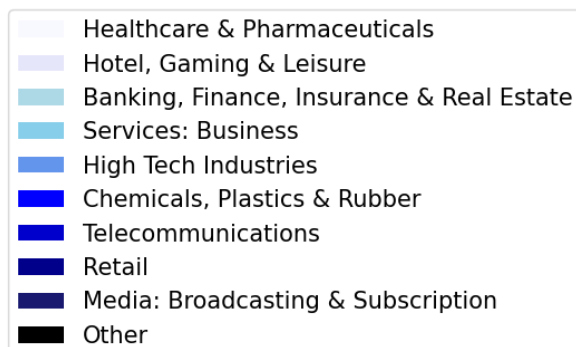 Healthcare & Pharmaceuticals
Hotel, Gaming & Leisure
Banking, Finance, Insurance & Real Estate
Services: Business
High Tech Industries
Chemicals, Plastics & Rubber
Telecommunications
Retail
Media: Broadcasting & Subscription
Other